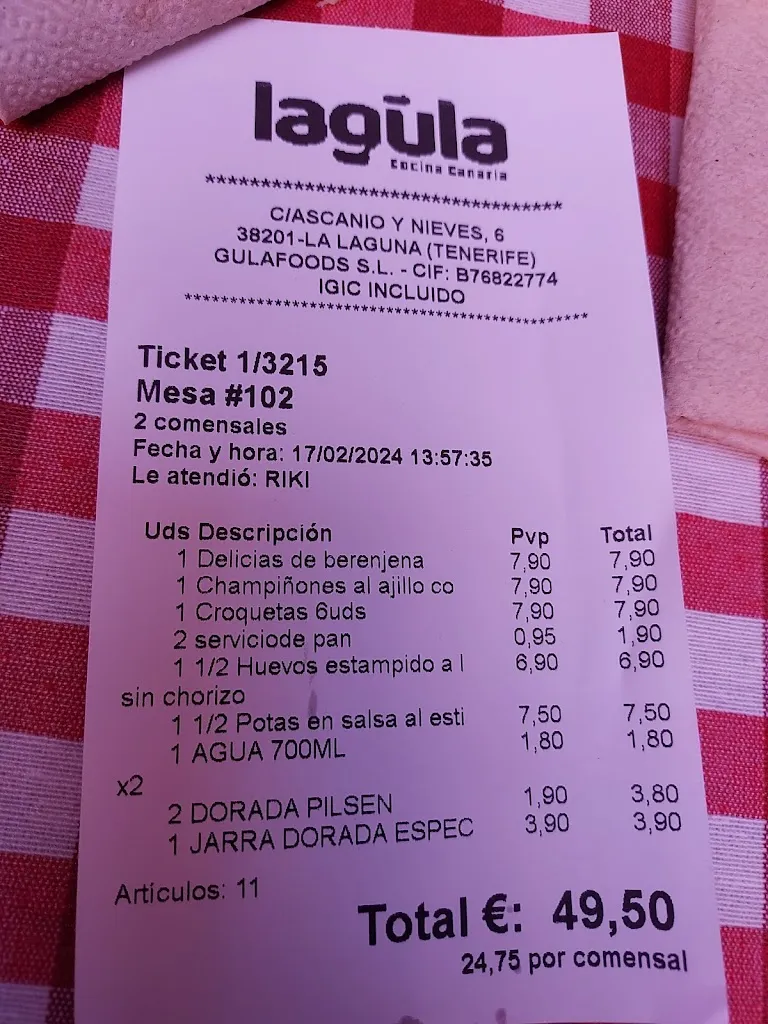 lagūla
Cocina Canaria
****************************************
C/ASCANIO Y NIEVES, 6
38201-LA LAGUNA (TENERIFE)
GULAFOODS S.L. - CIF: B76822774
IGIC INCLUIDO
****************************************
Ticket 1/3215
Mesa #102
2 comensales
Fecha y hora: 17/02/2024 13:57:35
Le atendió: RIKI
Uds Descripción Pvp Total
1 Delicias de berenjena 7,90 7,90
1 Champiñones al ajillo co 7,90 7,90
1 Croquetas 6uds 7,90 7,90
2 serviciode pan 0,95 1,90
1 1/2 Huevos estampido a l 6,90 6,90
sin chorizo
1 1/2 Potas en salsa al esti 7,50 7,50
1 AGUA 700ML 1,80 1,80
x2
2 DORADA PILSEN 1,90 3,80
1 JARRA DORADA ESPEC 3,90 3,90
Artículos: 11
Total €: 49,50
24,75 por comensal